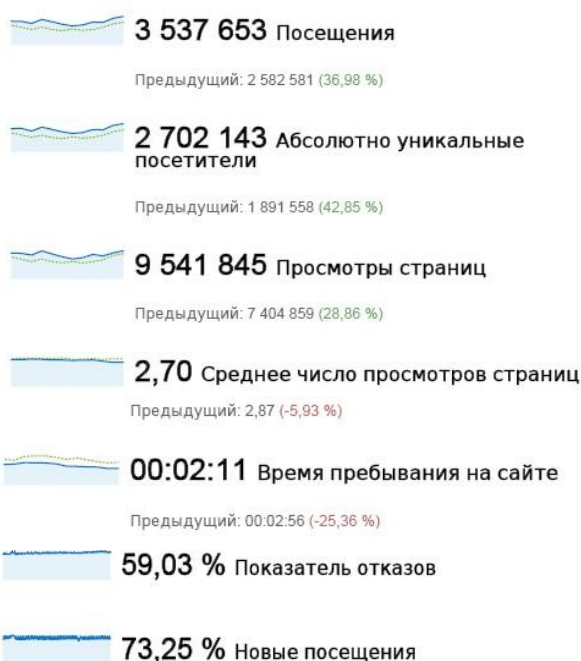 3 537 653 Посещения
Предыдущий: 2 582 581 (36,98 %)
2 702 143 Абсолютно уникальные
посетители
Предыдущий: 1 891 558 (42,85 %)
9 541 845 Просмотры страниц
Предыдущий: 7 404 859 (28,86 %)
2,70 Среднее число просмотров страниц
Предыдущий: 2,87 (-5,93 %)
00:02:11 Время пребывания на сайте
Предыдущий: 00:02:56 (-25,36 %)
59,03 % Показатель отказов
73,25 % Новые посещения